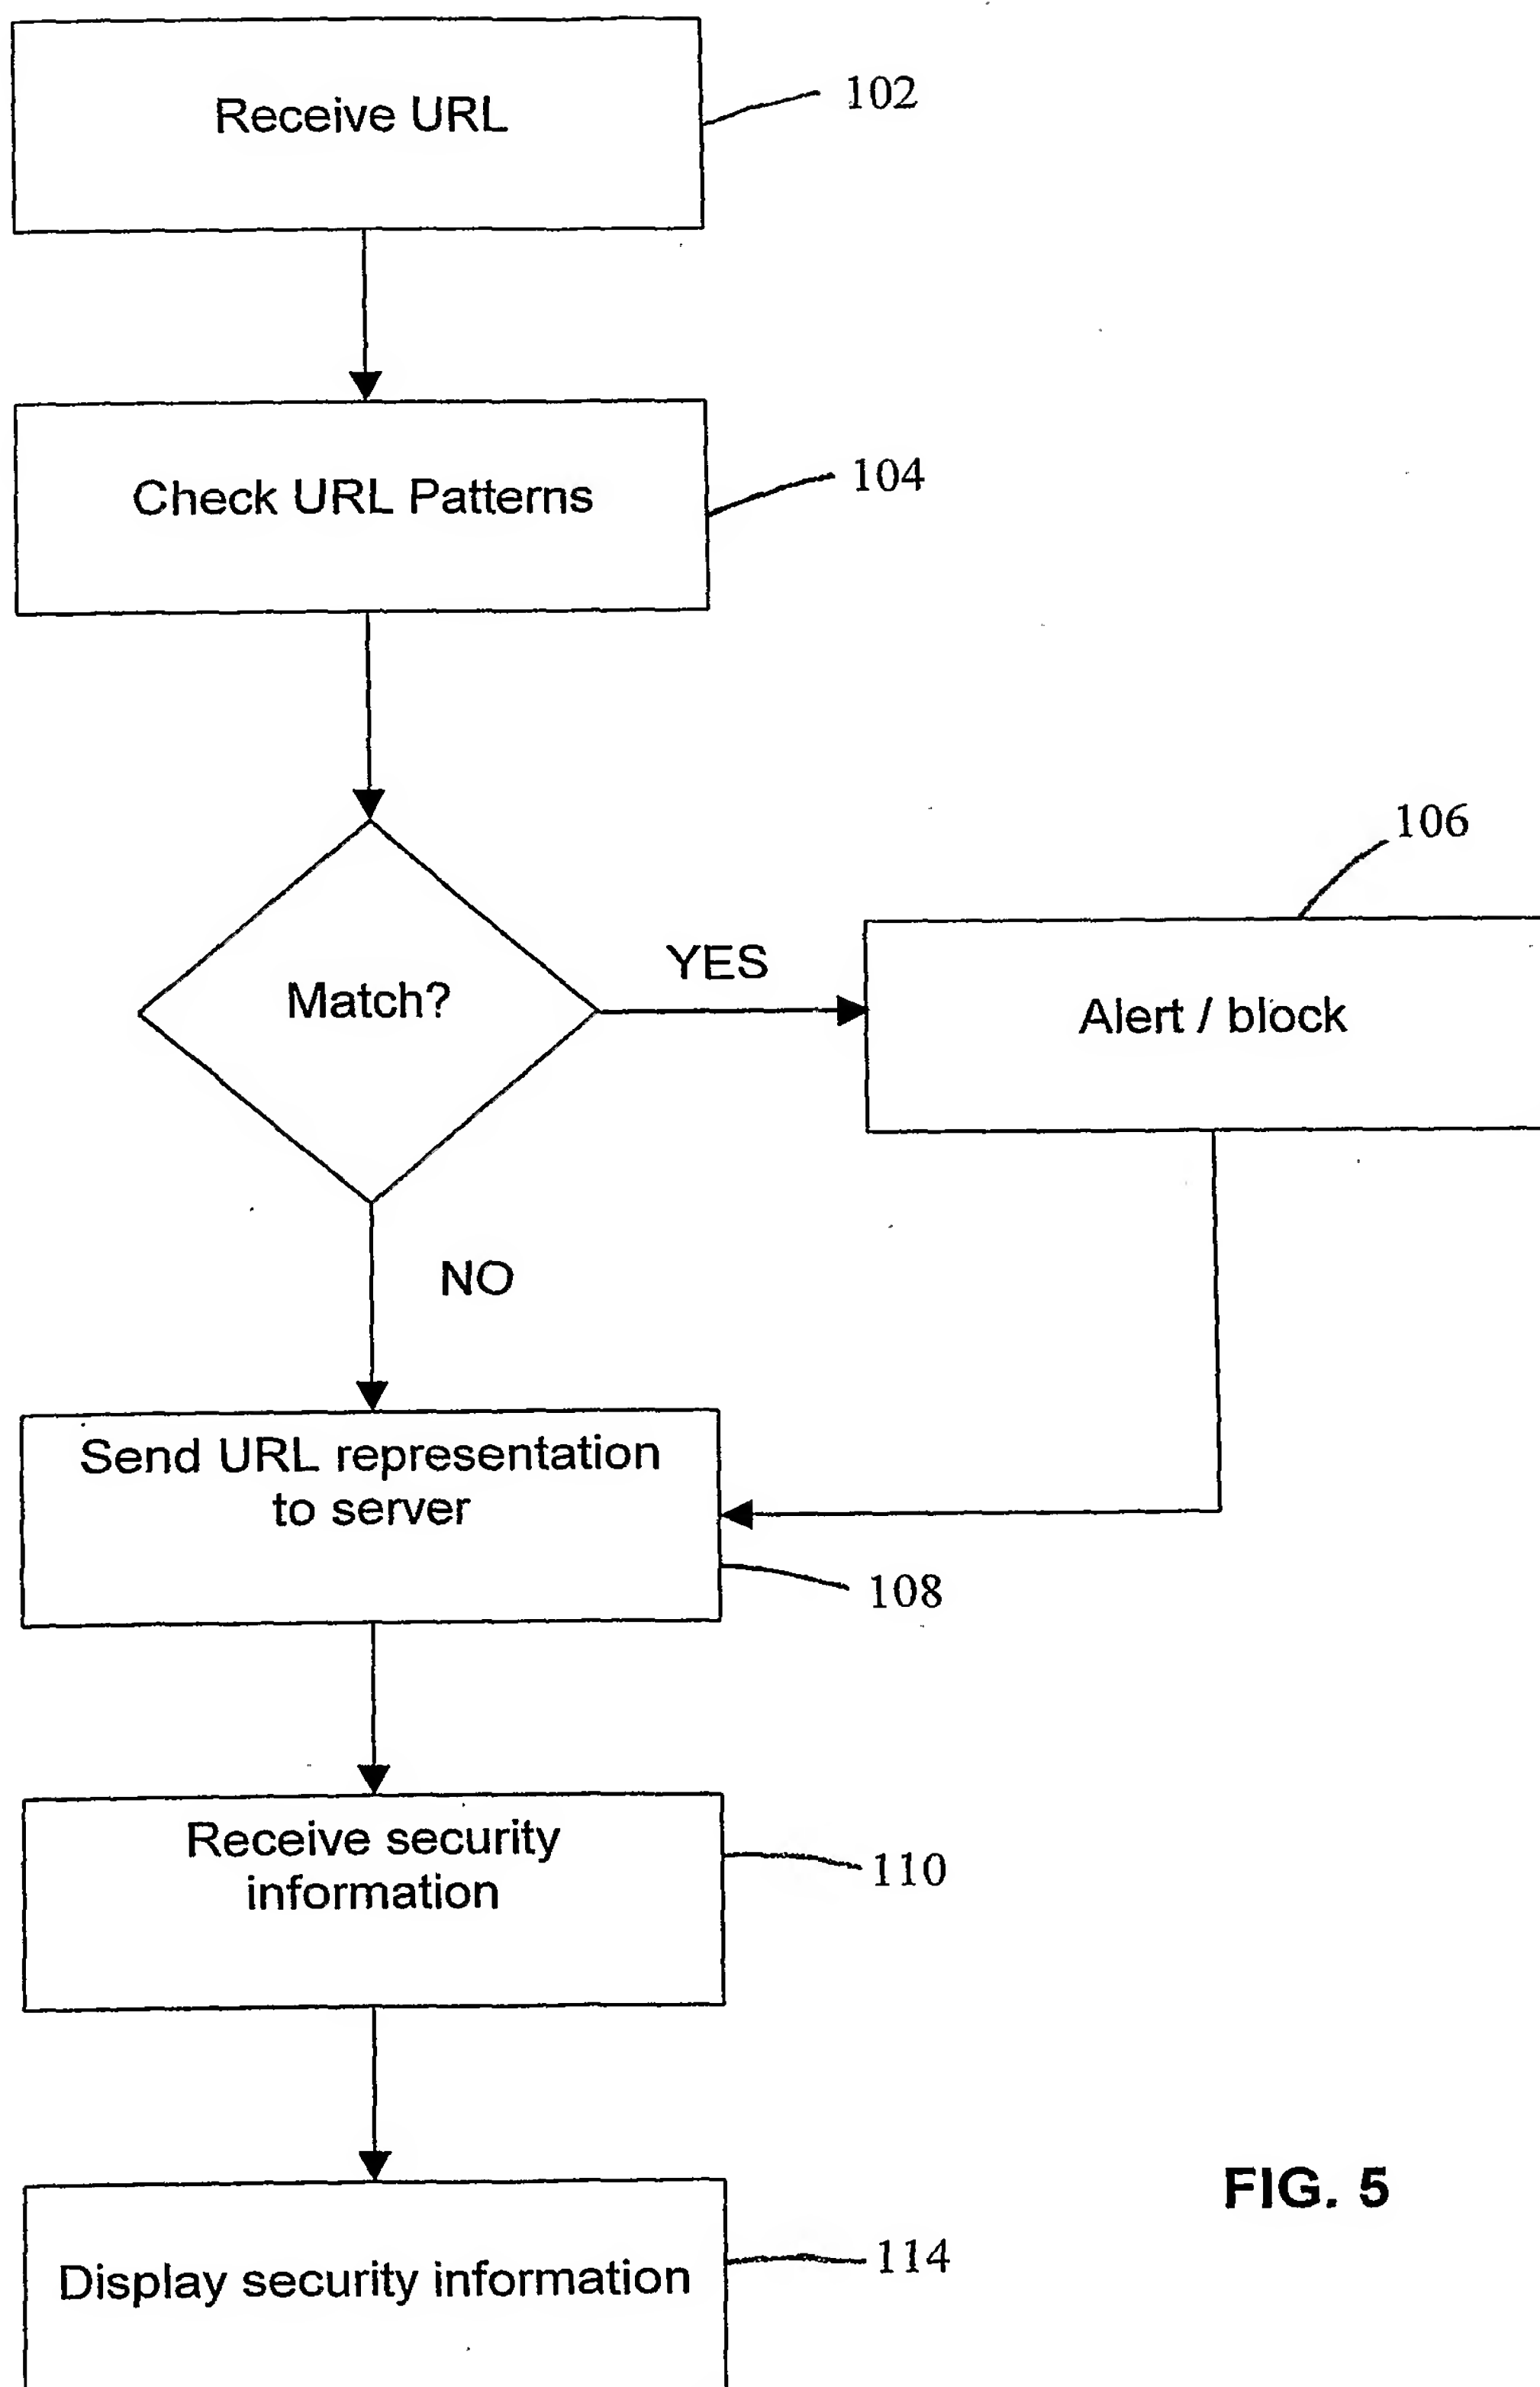 Receive URL
102
Check URL Patterns
104
106
Match?
YES
Alert / block
NO
Send URL representation
to server
108
Receive security
information
110
FIG. 5
Display security information
114